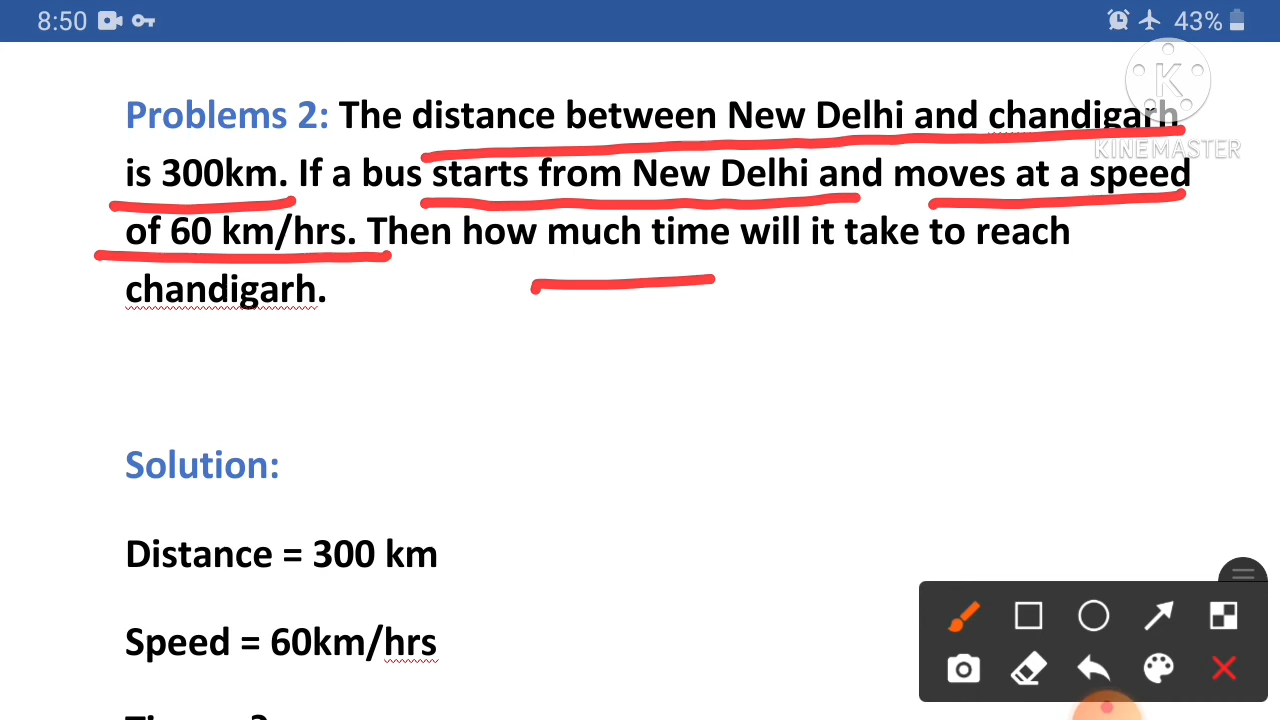 8:50
43%
Problems 2: The distance between New Delhi and chandigarh
KINEMASTER
is 300km. If a bus starts from New Delhi and moves at a speed
of 60 km/hrs. Then how much time will it take to reach
chandigarh.
Solution:
Distance = 300 km
Speed = 60km/hrs